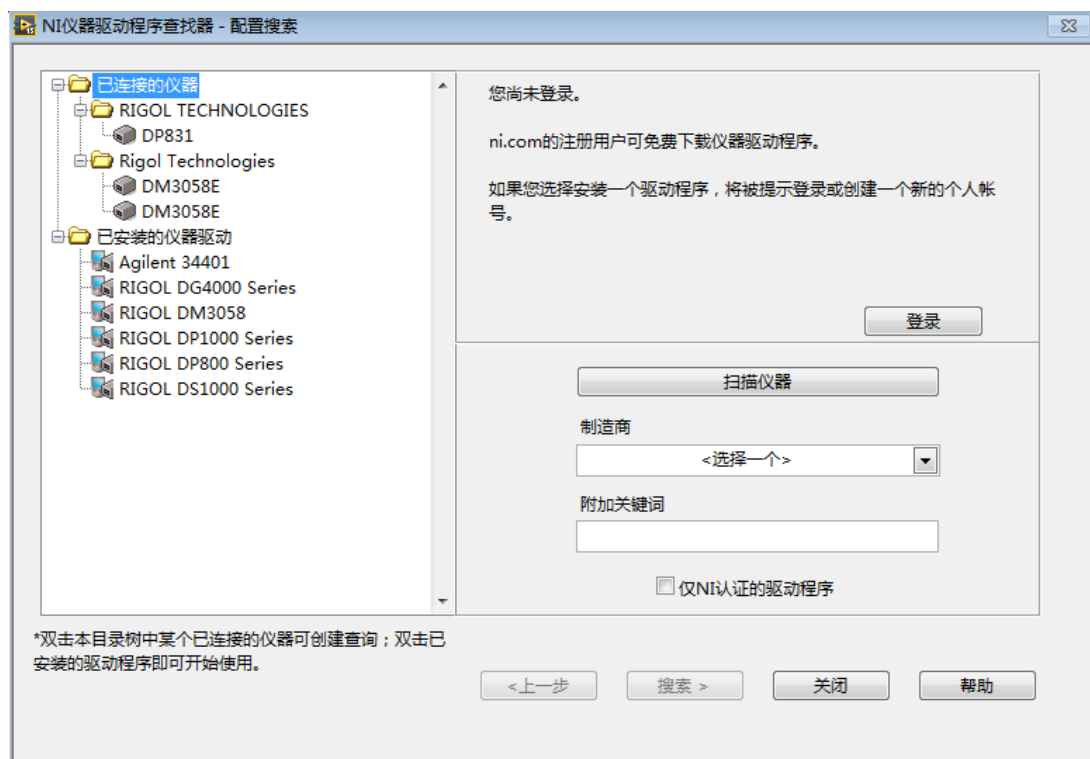 NI仪器驱动程序查找器 - 配置搜索
已连接的仪器
RIGOL TECHNOLOGIES
DP831
Rigol Technologies
DM3058E
DM3058E
已安装的仪器驱动
Agilent 34401
RIGOL DG4000 Series
RIGOL DM3058
RIGOL DP1000 Series
RIGOL DP800 Series
RIGOL DS1000 Series
*双击本目录树中某个已连接的仪器可创建查询；双击已
安装的驱动程序即可开始使用。
您尚未登录。
ni.com的注册用户可免费下载仪器驱动程序。
如果您选择安装一个驱动程序，将被提示登录或创建一个新的个人帐
号。
登录
扫描仪器
制造商
<选择一个>
附加关键词
仅NI认证的驱动程序
<上一步
搜索 >
关闭
帮助